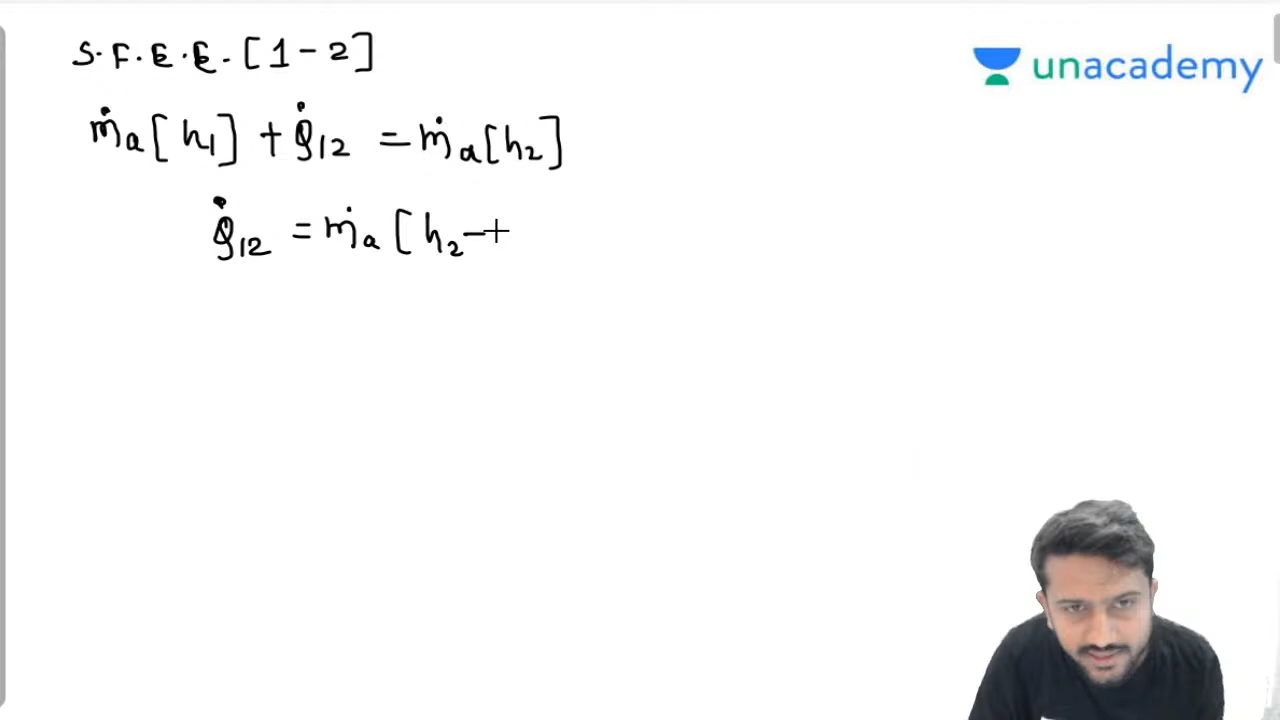 S.F.E.E.[1-2]
unacademy
ṁa[h1] + Q̇12 = ṁa[h2]
Q̇12 = ṁa[h2-